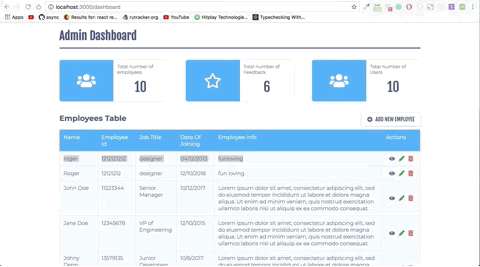 localhost:3000/dashboard
Apps
async
Results for: react re...
rutracker.org
YouTube
Hitplay Technologie...
Typechecking With...
Admin Dashboard
Total number of employees
10
Total number of Feedback
6
Total number of Users
10
Employees Table
ADD NEW EMPLOYEE
Name Employee Id Job Title Date Of Joining Employee Info Actions
roger 121212212 designer 04/12/2015 fun loving
Roger 1212121 designer 12/10/2018 fun loving
John Doe 11223344 Senior Manager 10/12/2017 Lorem ipsum dolor sit amet, consectetur adipiscing elit, sed
do eiusmod tempor incididunt ut labore et dolore magna
aliqua. Ut enim ad minim veniam, quis nostrud exercitation
ullamco laboris nisi ut aliquip ex ea commodo consequat.
Jane Doe 12345678 VP of Engineering 12/10/2015 Lorem ipsum dolor sit amet, consectetur adipiscing elit, sed
do eiusmod tempor incididunt ut labore et dolore magna
aliqua. Ut enim ad minim veniam, quis nostrud exercitation
ullamco laboris nisi ut aliquip ex ea commodo consequat.
Johny 13579135 Junior 10/6/2017 Lorem ipsum dolor sit amet, consectetur adipiscing elit, sed